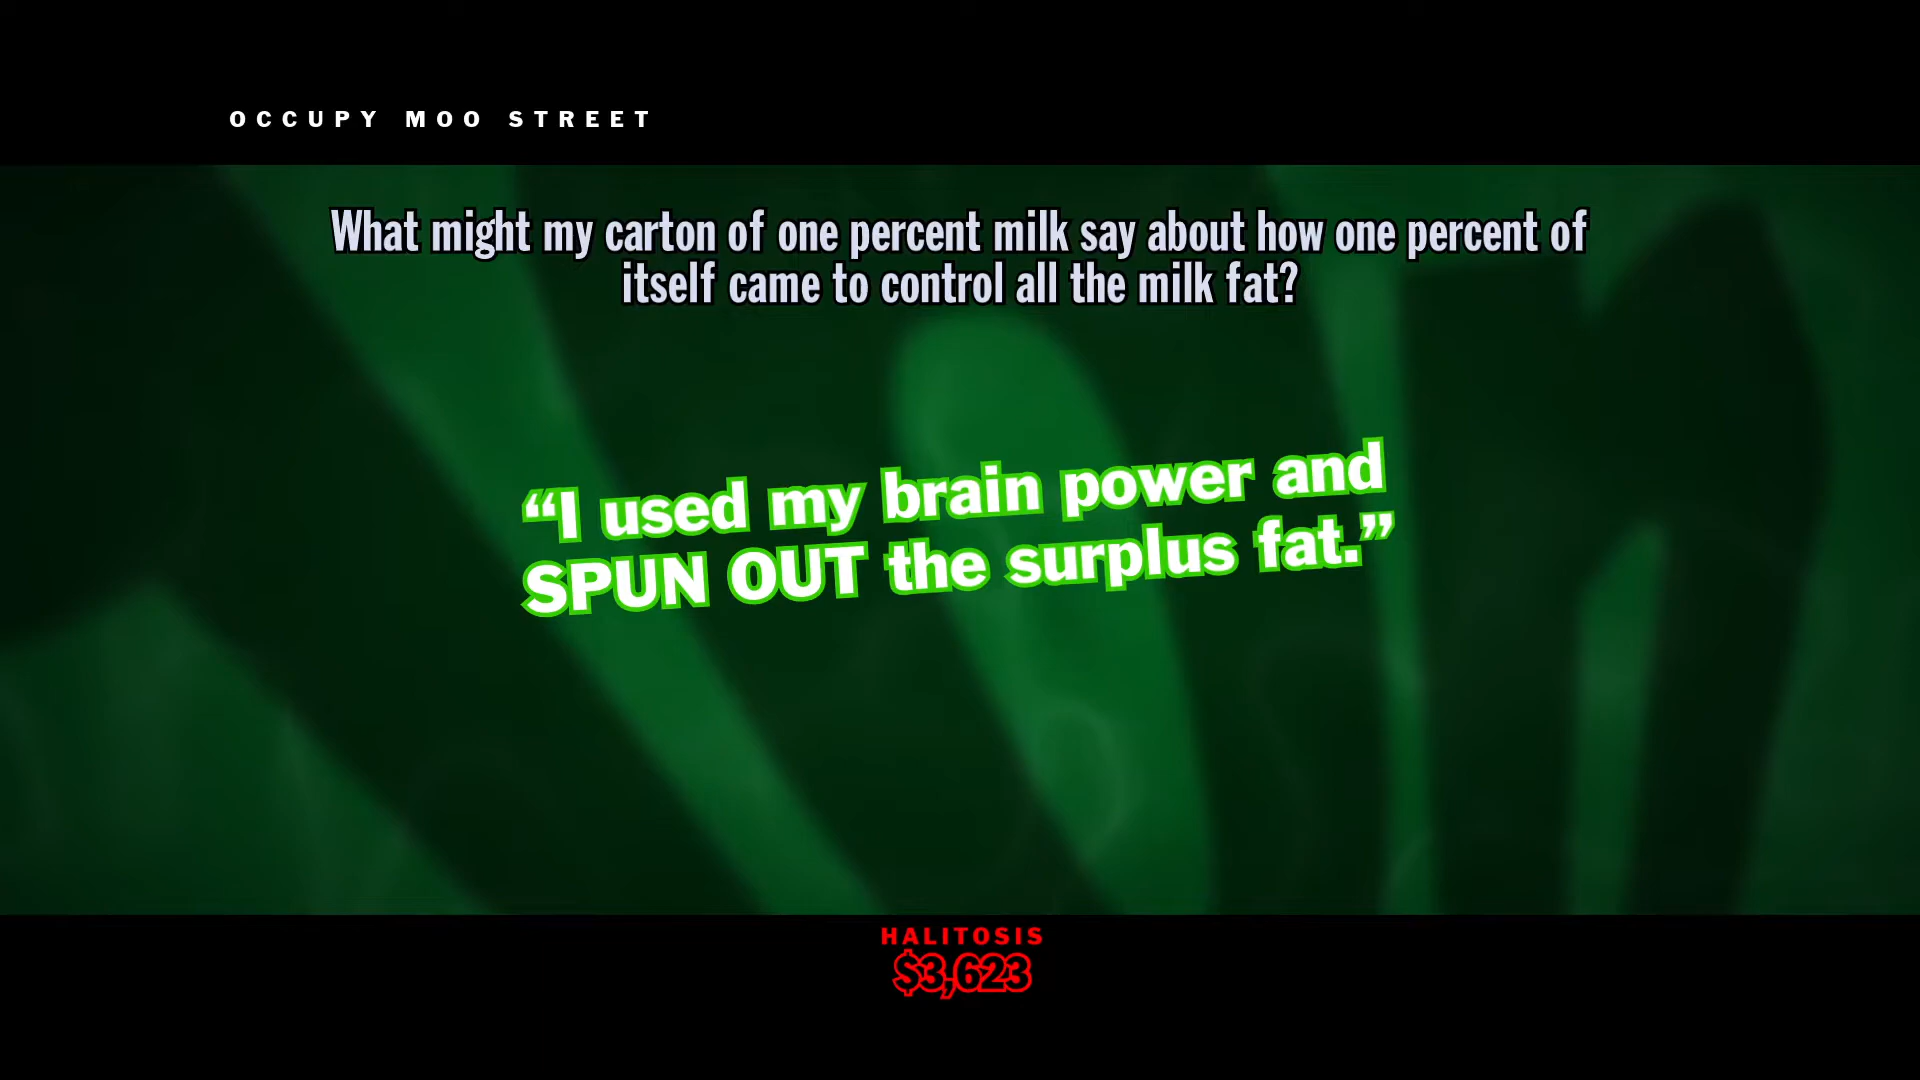 OCCUPY MOO STREET
What might my carton of one percent milk say about how one percent of
itself came to control all the milk fat?
“I used my brain power and
SPUN OUT the surplus fat.”
HALITOSIS
$3,623